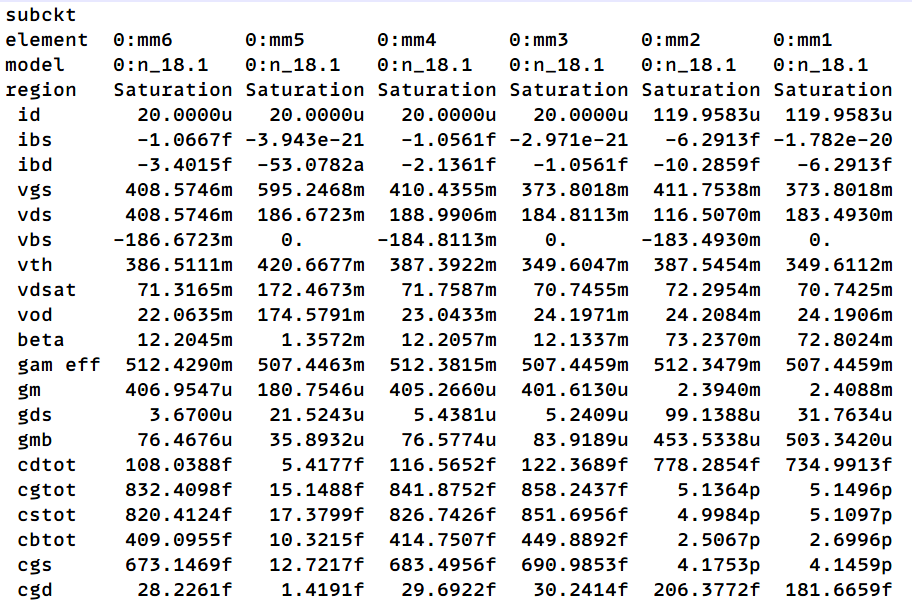 subckt
element 0:mm6 0:mm5 0:mm4 0:mm3 0:mm2 0:mm1
model 0:n_18.1 0:n_18.1 0:n_18.1 0:n_18.1 0:n_18.1 0:n_18.1
region Saturation Saturation Saturation Saturation Saturation Saturation
id 20.0000u 20.0000u 20.0000u 20.0000u 119.9583u 119.9583u
ibs -1.0667f -3.943e-21 -1.0561f -2.971e-21 -6.2913f -1.782e-20
ibd -3.4015f -53.0782a -2.1361f -1.0561f -10.2859f -6.2913f
vgs 408.5746m 595.2468m 410.4355m 373.8018m 411.7538m 373.8018m
vds 408.5746m 186.6723m 188.9906m 184.8113m 116.5070m 183.4930m
vbs -186.6723m 0. -184.8113m 0. -183.4930m 0.
vth 386.5111m 420.6677m 387.3922m 349.6047m 387.5454m 349.6112m
vdsat 71.3165m 172.4673m 71.7587m 70.7455m 72.2954m 70.7425m
vod 22.0635m 174.5791m 23.0433m 24.1971m 24.2084m 24.1906m
beta 12.2045m 1.3572m 12.2057m 12.1337m 73.2370m 72.8024m
gam eff 512.4290m 507.4463m 512.3815m 507.4459m 512.3479m 507.4459m
gm 406.9547u 180.7546u 405.2660u 401.6130u 2.3940m 2.4088m
gds 3.6700u 21.5243u 5.4381u 5.2409u 99.1388u 31.7634u
gmb 76.4676u 35.8932u 76.5774u 83.9189u 453.5338u 503.3420u
cdtot 108.0388f 5.4177f 116.5652f 122.3689f 778.2854f 734.9913f
cgtot 832.4098f 15.1488f 841.8752f 858.2437f 5.1364p 5.1496p
cstot 820.4124f 17.3799f 826.7426f 851.6956f 4.9984p 5.1097p
cbtot 409.0955f 10.3215f 414.7507f 449.8892f 2.5067p 2.6996p
cgs 673.1469f 12.7217f 683.4956f 690.9853f 4.1753p 4.1459p
cgd 28.2261f 1.4191f 29.6922f 30.2414f 206.3772f 181.6659f